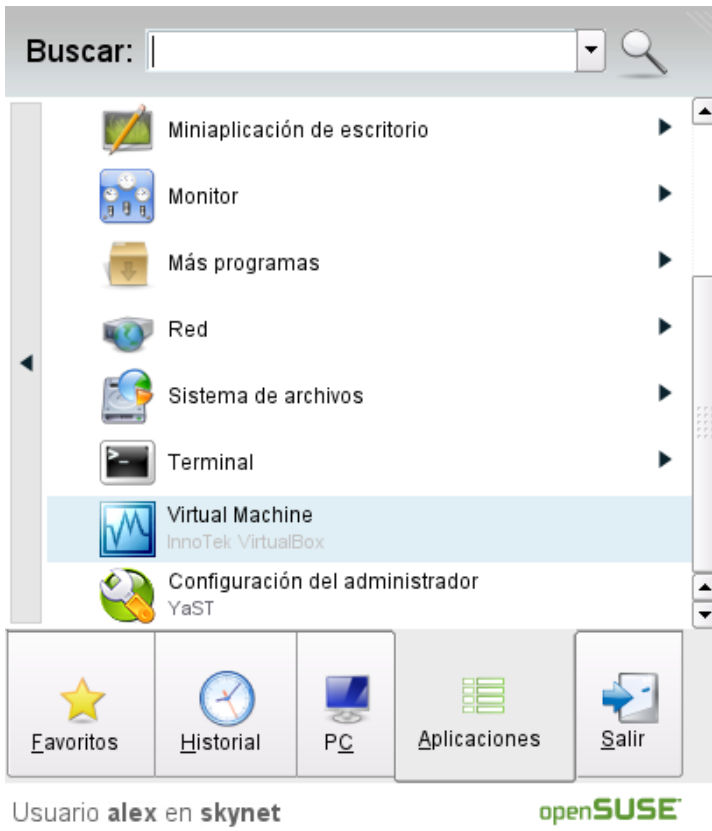 Buscar:
Miniaplicación de escritorio
Monitor
Más programas
Red
Sistema de archivos
Terminal
Virtual Machine
InnoTek VirtualBox
Configuración del administrador
YaST
Favoritos
Historial
PC
Aplicaciones
Salir
Usuario alex en skynet
openSUSE